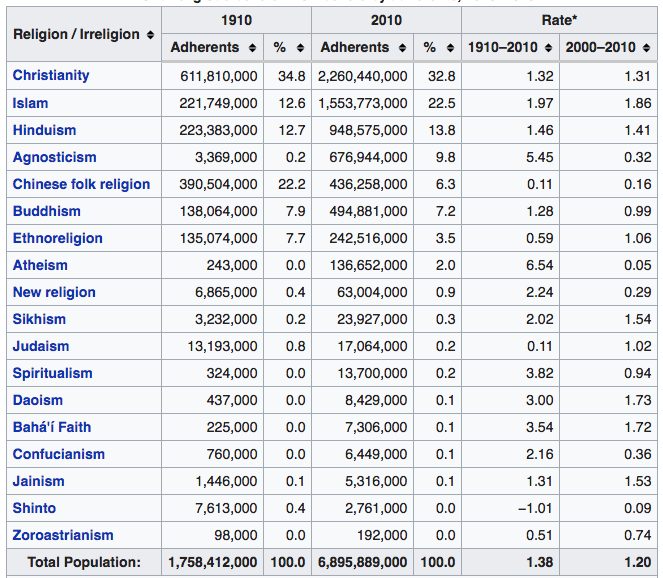 Religion / Irreligion 1910 2010 Rate*
Adherents % Adherents % 1910–2010 2000–2010
Christianity 611,810,000 34.8 2,260,440,000 32.8 1.32 1.31
Islam 221,749,000 12.6 1,553,773,000 22.5 1.97 1.86
Hinduism 223,383,000 12.7 948,575,000 13.8 1.46 1.41
Agnosticism 3,369,000 0.2 676,944,000 9.8 5.45 0.32
Chinese folk religion 390,504,000 22.2 436,258,000 6.3 0.11 0.16
Buddhism 138,064,000 7.9 494,881,000 7.2 1.28 0.99
Ethnoreligion 135,074,000 7.7 242,516,000 3.5 0.59 1.06
Atheism 243,000 0.0 136,652,000 2.0 6.54 0.05
New religion 6,865,000 0.4 63,004,000 0.9 2.24 0.29
Sikhism 3,232,000 0.2 23,927,000 0.3 2.02 1.54
Judaism 13,193,000 0.8 17,064,000 0.2 0.11 1.02
Spiritualism 324,000 0.0 13,700,000 0.2 3.82 0.94
Daoism 437,000 0.0 8,429,000 0.1 3.00 1.73
Bahá'í Faith 225,000 0.0 7,306,000 0.1 3.54 1.72
Confucianism 760,000 0.0 6,449,000 0.1 2.16 0.36
Jainism 1,446,000 0.1 5,316,000 0.1 1.31 1.53
Shinto 7,613,000 0.4 2,761,000 0.0 −1.01 0.09
Zoroastrianism 98,000 0.0 192,000 0.0 0.51 0.74
Total Population: 1,758,412,000 100.0 6,895,889,000 100.0 1.38 1.20